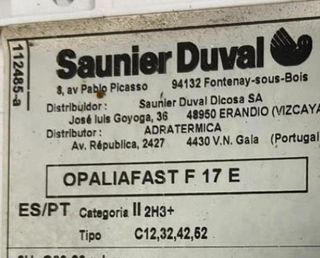 112485-a
Saunier Duval
8, av Pablo Picasso 94132 Fontenay-sous-Bois
Distribuidor : Saunier Duval Dicosa SA
José luis Goyoga, 36 48950 ERANDIO (VIZCAYA
Distributor : ADRATERMICA
Av. Républica, 2427 4430 V.N. Gaia (Portugal
OPALIAFAST F 17 E
ES/PT Categoria II 2H3+
Tipo C12,32,42,52